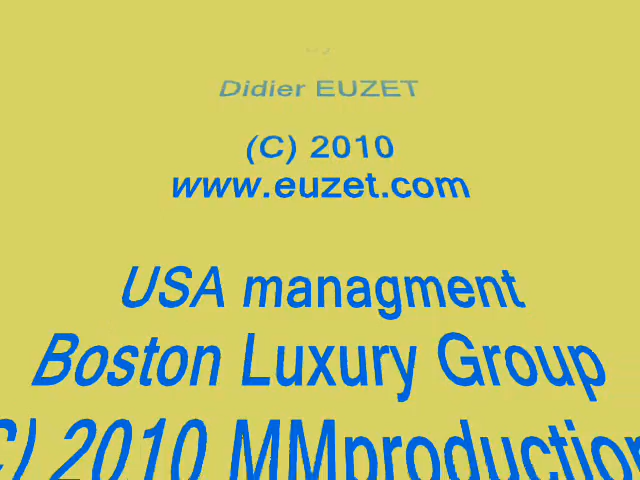 Didier EUZET
(C) 2010
www.euzet.com
USA managment
Boston Luxury Group
C) 2010 MMproduction